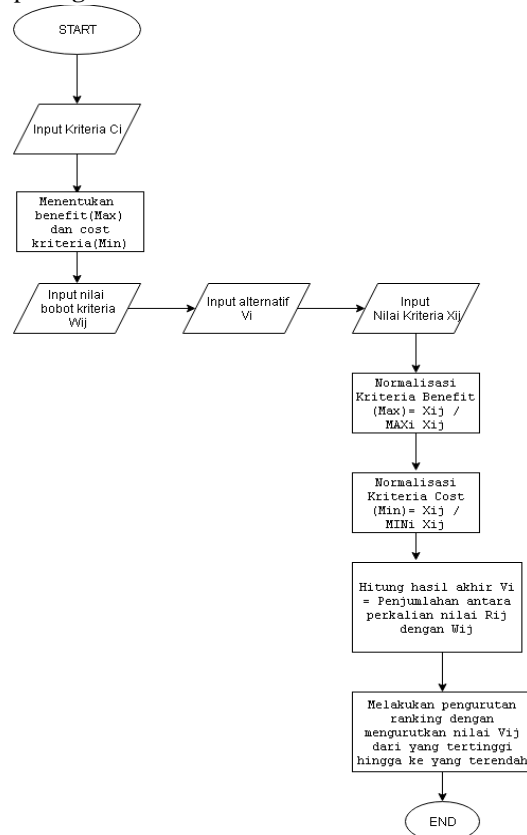 START
Input Kriteria Ci
Menentukan
benefit(Max)
dan cost
kriteria(Min)
Input nilai
bobot kriteria
Wij
Input alternatif
Vi
Input
Nilai Kriteria Xij
Normalisasi
Kriteria Benefit
(Max)= Xij /
MAXi Xij
Normalisasi
Kriteria Cost
(Min)= Xij /
MINi Xij
Hitung hasil akhir Vi
= Penjumlahan antara
perkalian nilai Rij
dengan Wij
Melakukan pengurutan
ranking dengan
mengurutkan nilai Vij
dari yang tertinggi
hingga ke yang terendah
END